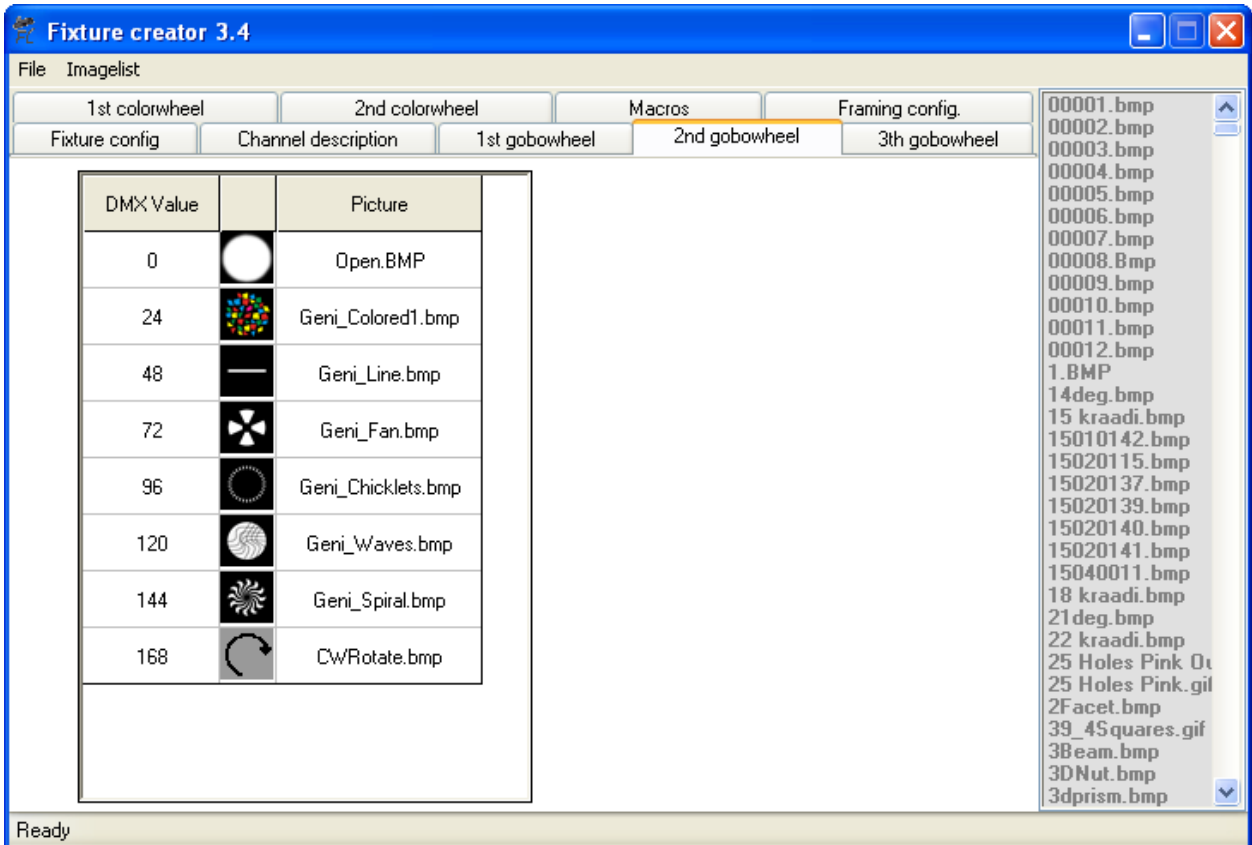 Fixture creator 3.4
File Imagelist
1st colorwheel 2nd colorwheel Macros Framing config.
Fixture config Channel description 1st gobowheel 2nd gobowheel 3th gobowheel
DMX Value Picture
0 Open.BMP
24 Geni_Colored1.bmp
48 Geni_Line.bmp
72 Geni_Fan.bmp
96 Geni_Chicklets.bmp
120 Geni_Waves.bmp
144 Geni_Spiral.bmp
168 CWRotate.bmp
00001.bmp
00002.bmp
00003.bmp
00004.bmp
00005.bmp
00006.bmp
00007.bmp
00008.Bmp
00009.bmp
00010.bmp
00011.bmp
00012.bmp
1.BMP
14deg.bmp
15 kraadi.bmp
15010142.bmp
15020115.bmp
15020137.bmp
15020139.bmp
15020140.bmp
15020141.bmp
15040011.bmp
18 kraadi.bmp
21deg.bmp
22 kraadi.bmp
25 Holes Pink Ou
25 Holes Pink.gif
2Facet.bmp
39_4Squares.gif
3Beam.bmp
3DNut.bmp
3dprism.bmp
Ready